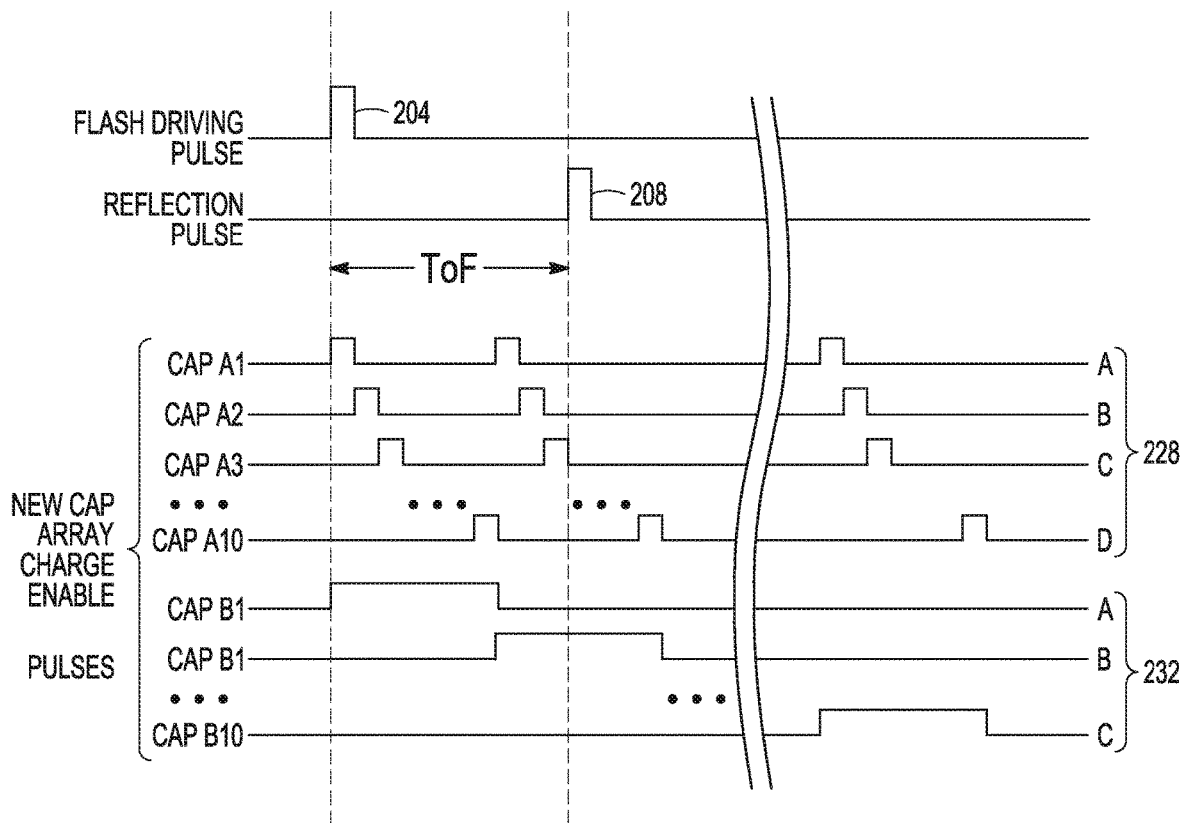 FLASH DRIVING
PULSE
204
REFLECTION
PULSE
208
ToF
NEW CAP
ARRAY
CHARGE
ENABLE
PULSES
CAP A1
A
CAP A2
B
CAP A3
C
228
• • •
• • •
• • •
CAP A10
D
CAP B1
A
CAP B1
B
232
• • •
• • •
CAP B10
C